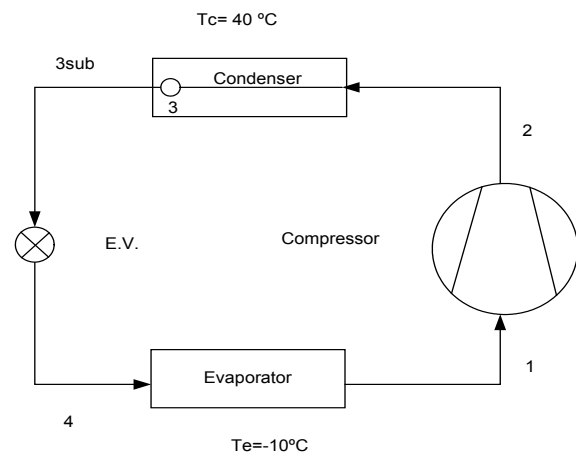 Tc= 40 ºC
3sub
Condenser
3
2
E.V.
Compressor
Evaporator
1
4
Te=-10ºC